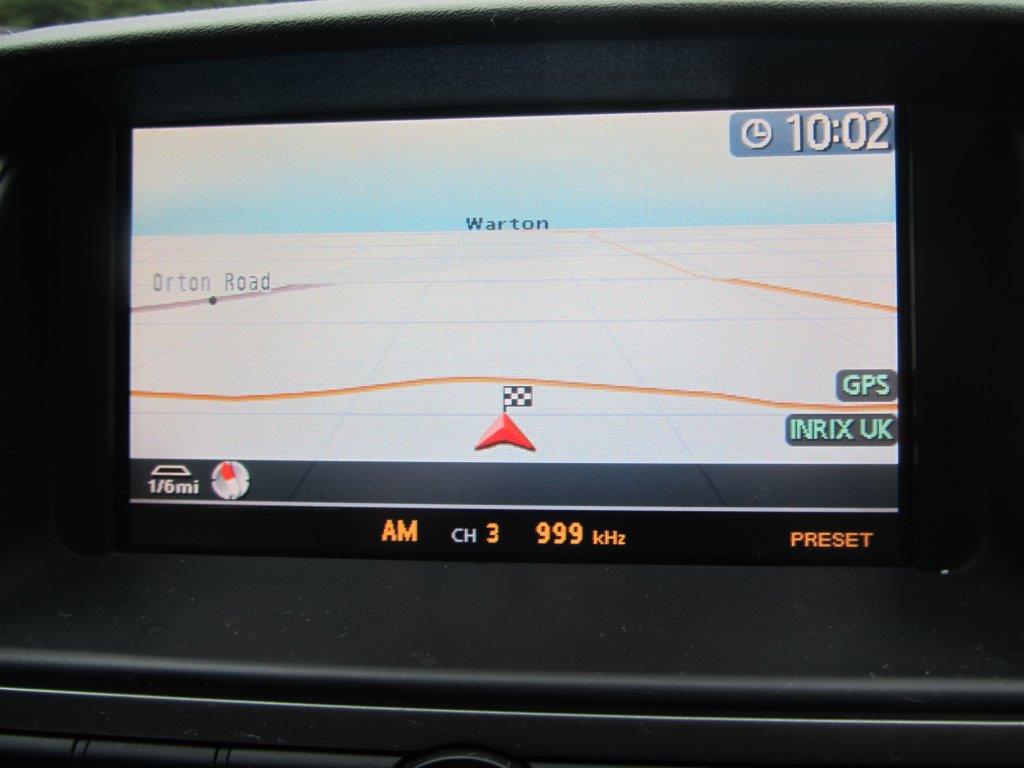 10:02
Warton
Orton Road
GPS
INRIX UK
1/6mi
AM CH 3 999 kHz PRESET